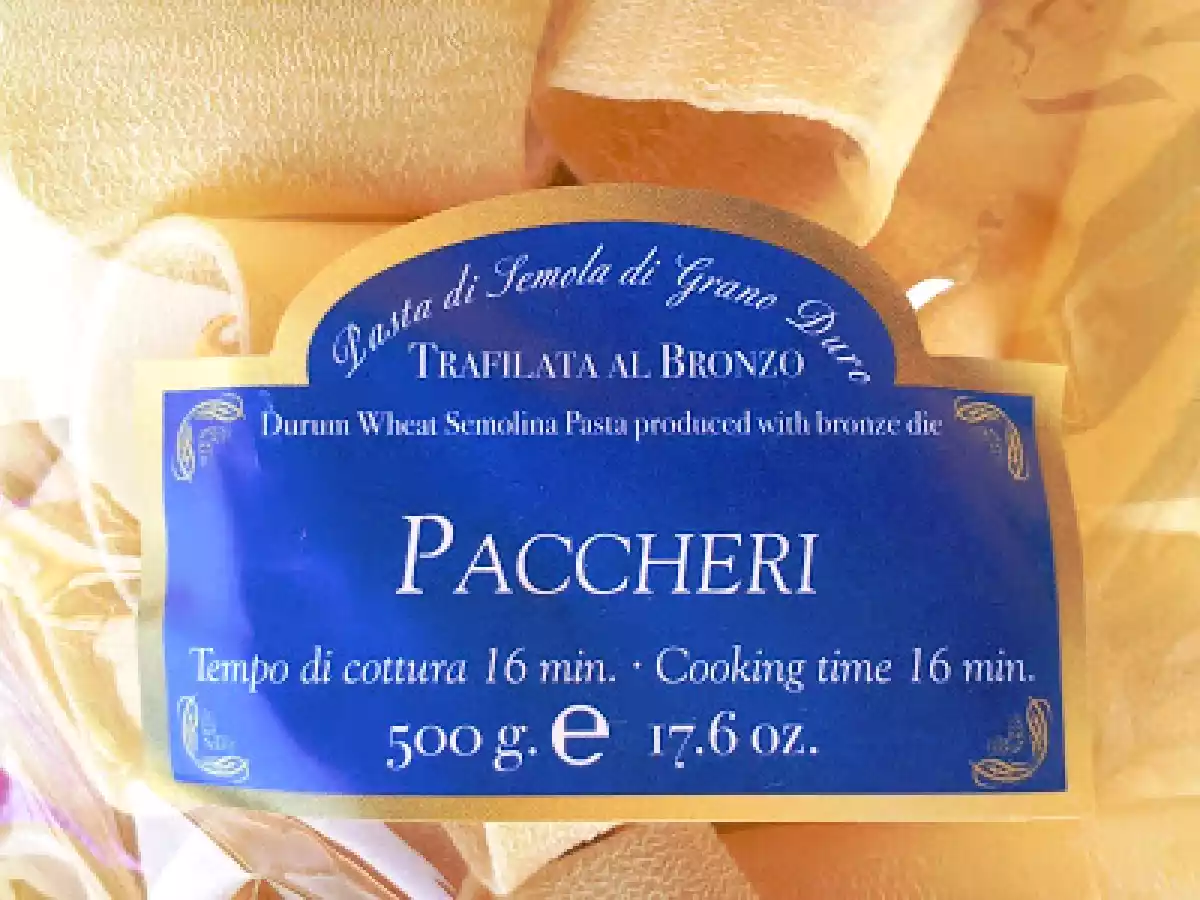 Pasta di Semola di Grano Duro
TRAFILATA AL BRONZO
Durum Wheat Semolina Pasta produced with bronze die
PACCHERI
Tempo di cottura 16 min. · Cooking time 16 min.
500 g. e 17.6 oz.